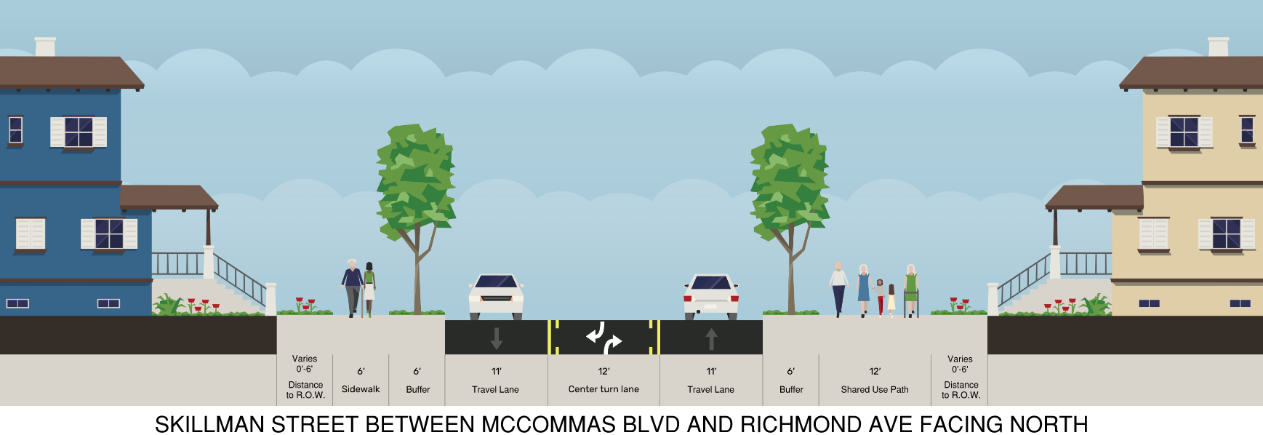 Varies
0'-6'
Distance
to R.O.W.
6'
Sidewalk
6'
Buffer
11'
Travel Lane
12'
Center turn lane
11'
Travel Lane
6'
Buffer
12'
Shared Use Path
Varies
0'-6'
Distance
to R.O.W.
SKILLMAN STREET BETWEEN MCCOMMAS BLVD AND RICHMOND AVE FACING NORTH